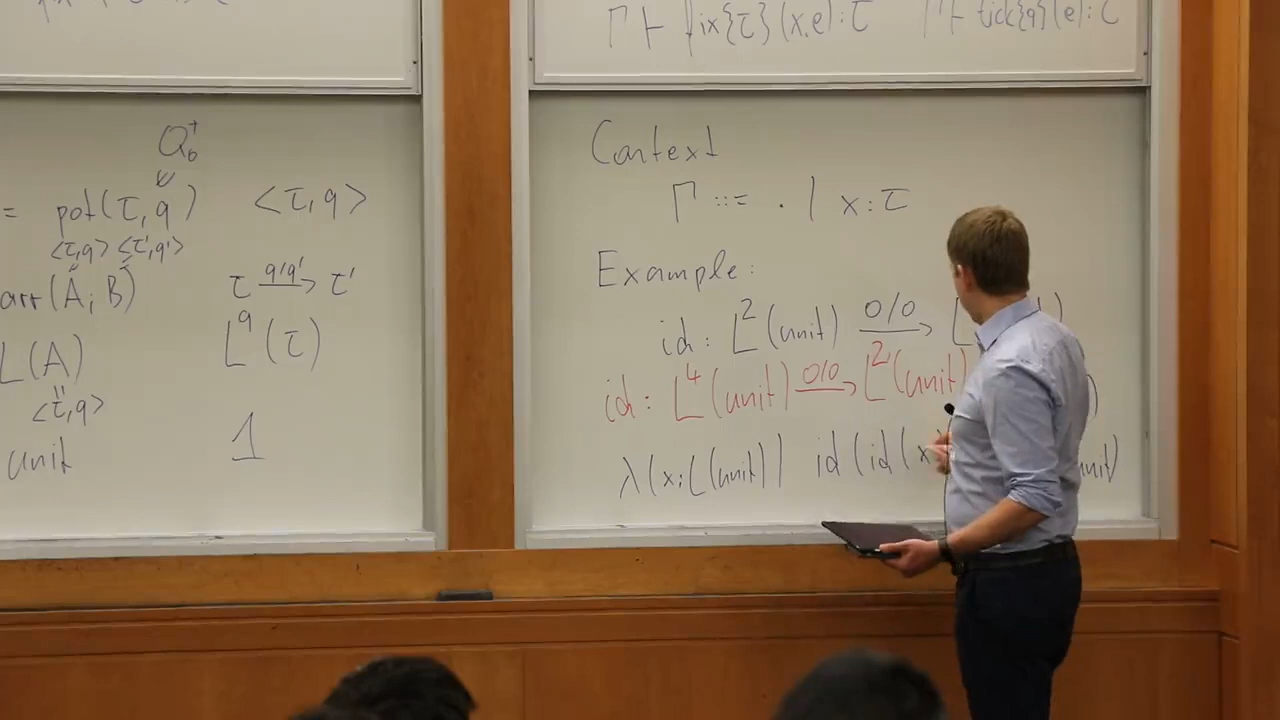 Q₀⁺
= pot(τ,q) <τ,q>
<τ,q> <τ',q'>
arr(A; B) τ —q/q'→ τ'
L(A) L^q(τ)
<τ,q>
unit 1
Γ ⊢ fix{τ}(x.e):τ Γ ⊢ tick{q}(e):τ
Context
Γ ::= · | x:τ
Example:
id: L²(unit) —0/0→ L
id: L⁴(unit) —0/0→ L²(unit)
λ(x:L(unit)) id(id(x unit)